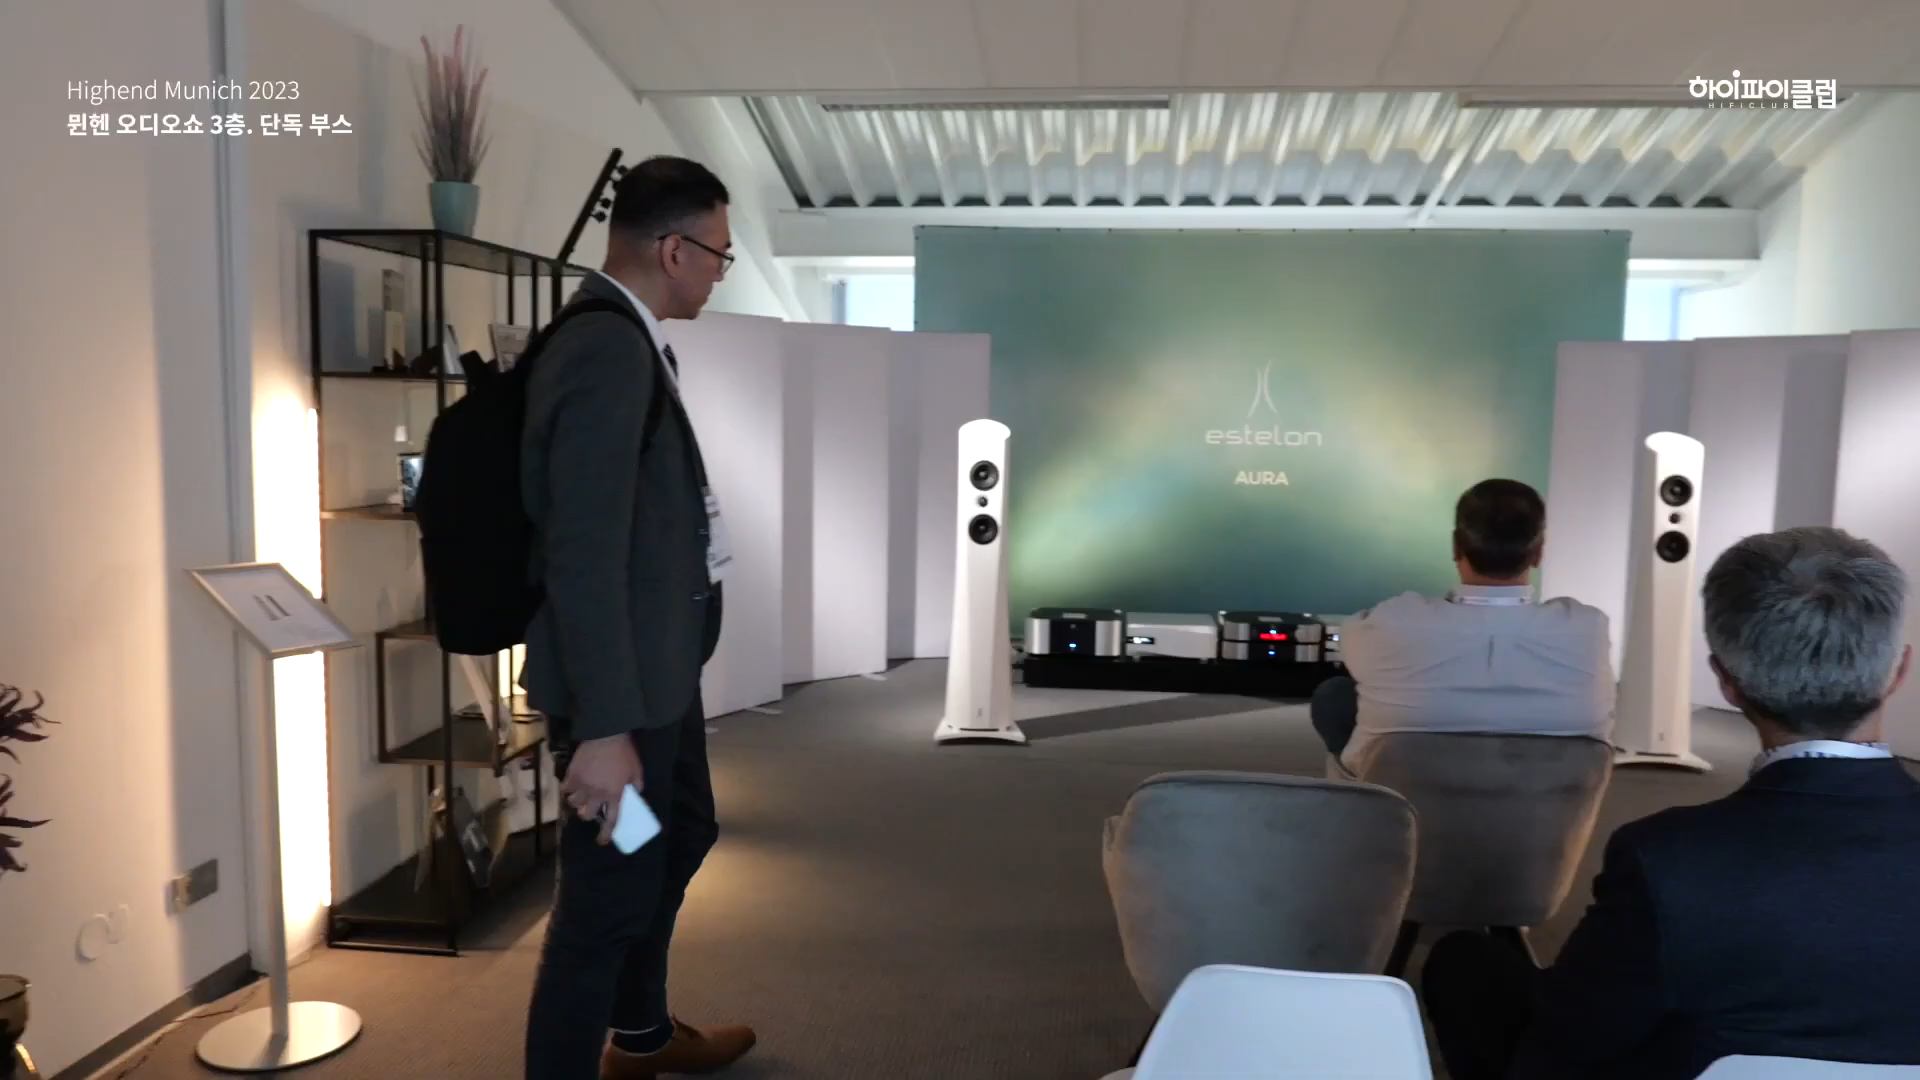 Highend Munich 2023
뮌헨 오디오쇼 3층. 단독 부스
하이파이클럽
HIFICLUB
estelon
AURA